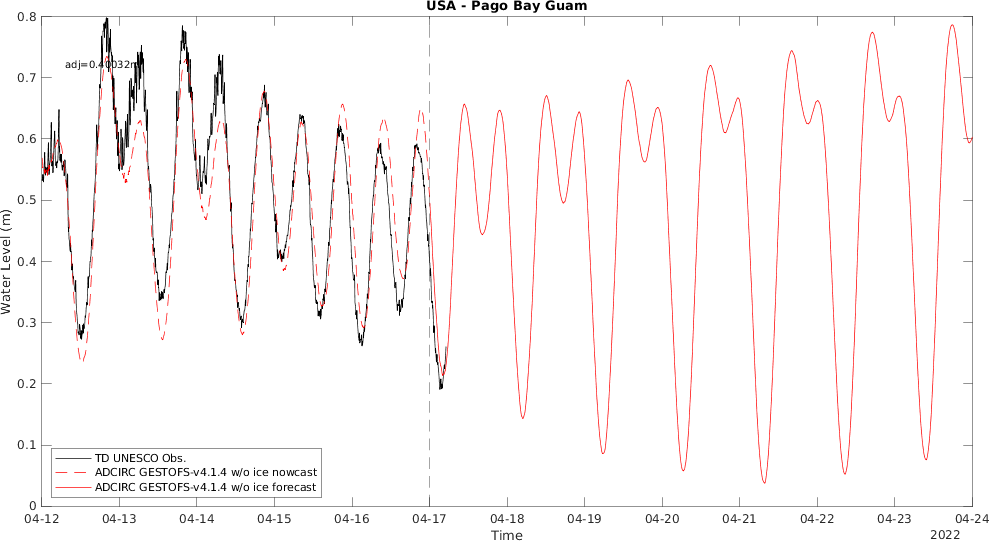 USA - Pago Bay Guam
0.8
0.7
0.6
0.5
0.4
0.3
0.2
0.1
0
Water Level (m)
adj=0.40032m
TD UNESCO Obs.
ADCIRC GESTOFS-v4.1.4 w/o ice nowcast
ADCIRC GESTOFS-v4.1.4 w/o ice forecast
04-12 04-13 04-14 04-15 04-16 04-17 04-18 04-19 04-20 04-21 04-22 04-23 04-24
Time
2022